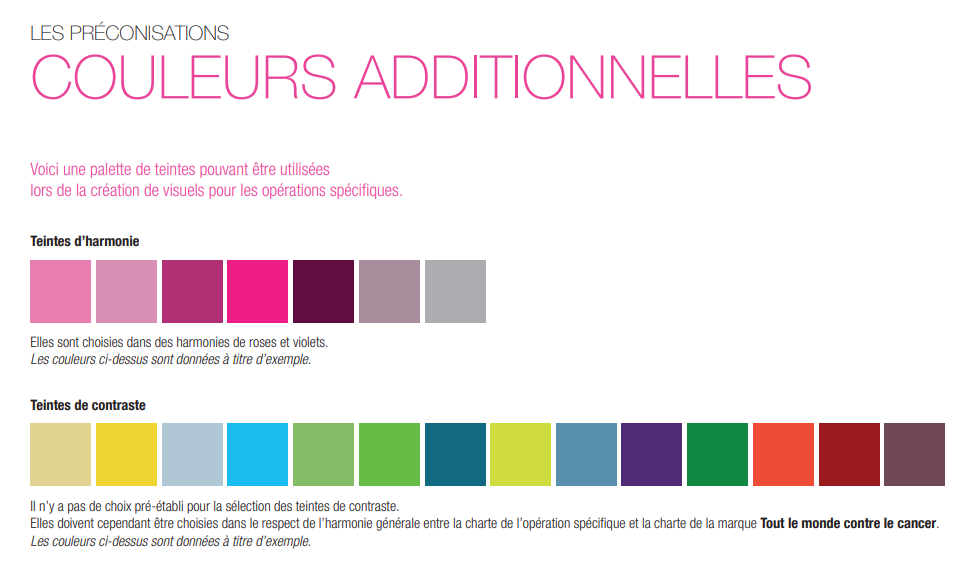 LES PRÉCONISATIONS
COULEURS ADDITIONNELLES
Voici une palette de teintes pouvant être utilisées
lors de la création de visuels pour les opérations spécifiques.
Teintes d’harmonie
Elles sont choisies dans des harmonies de roses et violets.
Les couleurs ci-dessus sont données à titre d’exemple.
Teintes de contraste
Il n’y a pas de choix pré-établi pour la sélection des teintes de contraste.
Elles doivent cependant être choisies dans le respect de l’harmonie générale entre la charte de l’opération spécifique et la charte de la marque Tout le monde contre le cancer.
Les couleurs ci-dessus sont données à titre d’exemple.